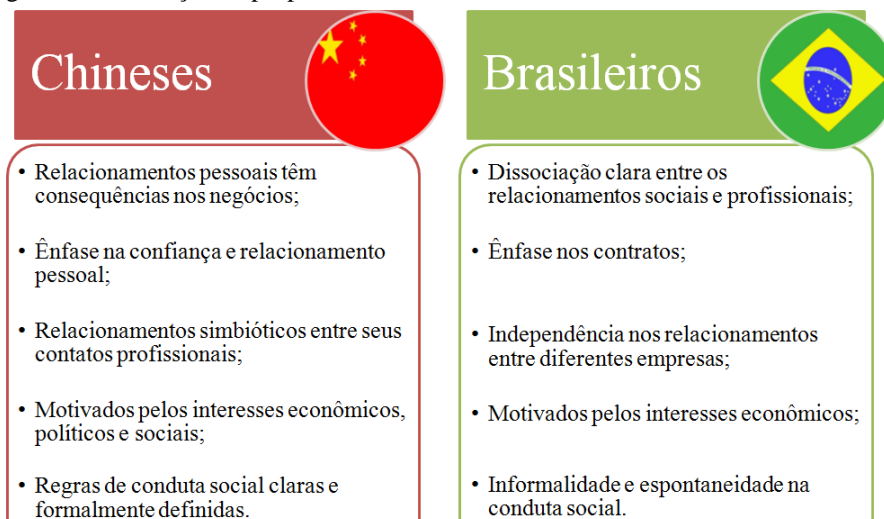 Chineses
• Relacionamentos pessoais têm
consequências nos negócios;
• Ênfase na confiança e relacionamento
pessoal;
• Relacionamentos simbióticos entre seus
contatos profissionais;
• Motivados pelos interesses econômicos,
políticos e sociais;
• Regras de conduta social claras e
formalmente definidas.
Brasileiros
• Dissociação clara entre os
relacionamentos sociais e profissionais;
• Ênfase nos contratos;
• Independência nos relacionamentos
entre diferentes empresas;
• Motivados pelos interesses econômicos;
• Informalidade e espontaneidade na
conduta social.